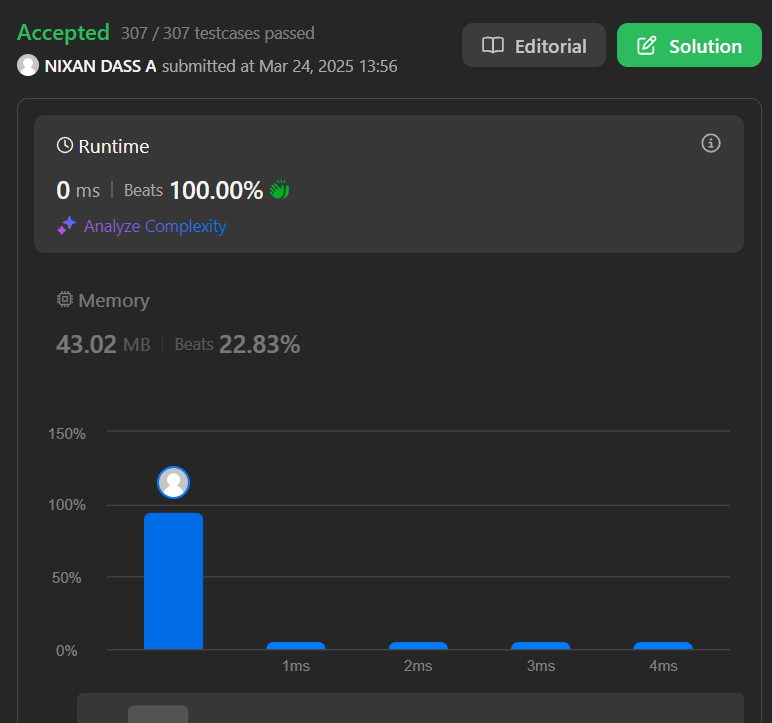 Accepted 307 / 307 testcases passed
Editorial
Solution
NIXAN DASS A submitted at Mar 24, 2025 13:56
Runtime
0 ms | Beats 100.00%
Analyze Complexity
Memory
43.02 MB | Beats 22.83%
150%
100%
50%
0%
1ms 2ms 3ms 4ms